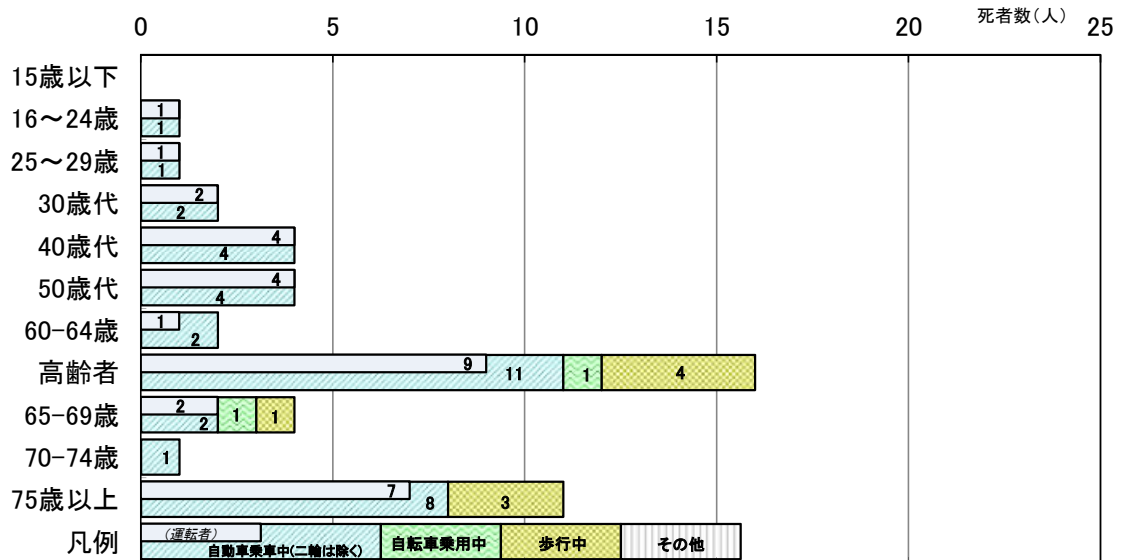 死者数(人)
0 5 10 15 20 25
15歳以下
16～24歳 1
1
25～29歳 1
1
30歳代 2
2
40歳代 4
4
50歳代 4
4
60-64歳 1
2
高齢者 9
11 1 4
65-69歳 2
2 1 1
70-74歳 1
75歳以上 7
8 3
凡例 (運転者)
自動車乗車中(二輪は除く) 自転車乗用中 歩行中 その他